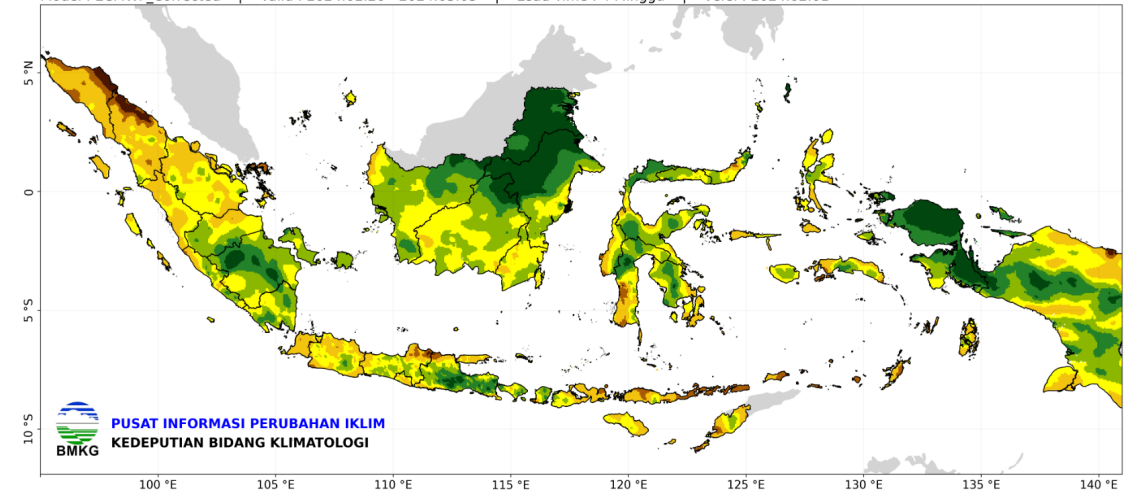 5 °N
0
5 °S
10 °S
PUSAT INFORMASI PERUBAHAN IKLIM
KEDEPUTIAN BIDANG KLIMATOLOGI
BMKG
100 °E 105 °E 110 °E 115 °E 120 °E 125 °E 130 °E 135 °E 140 °E